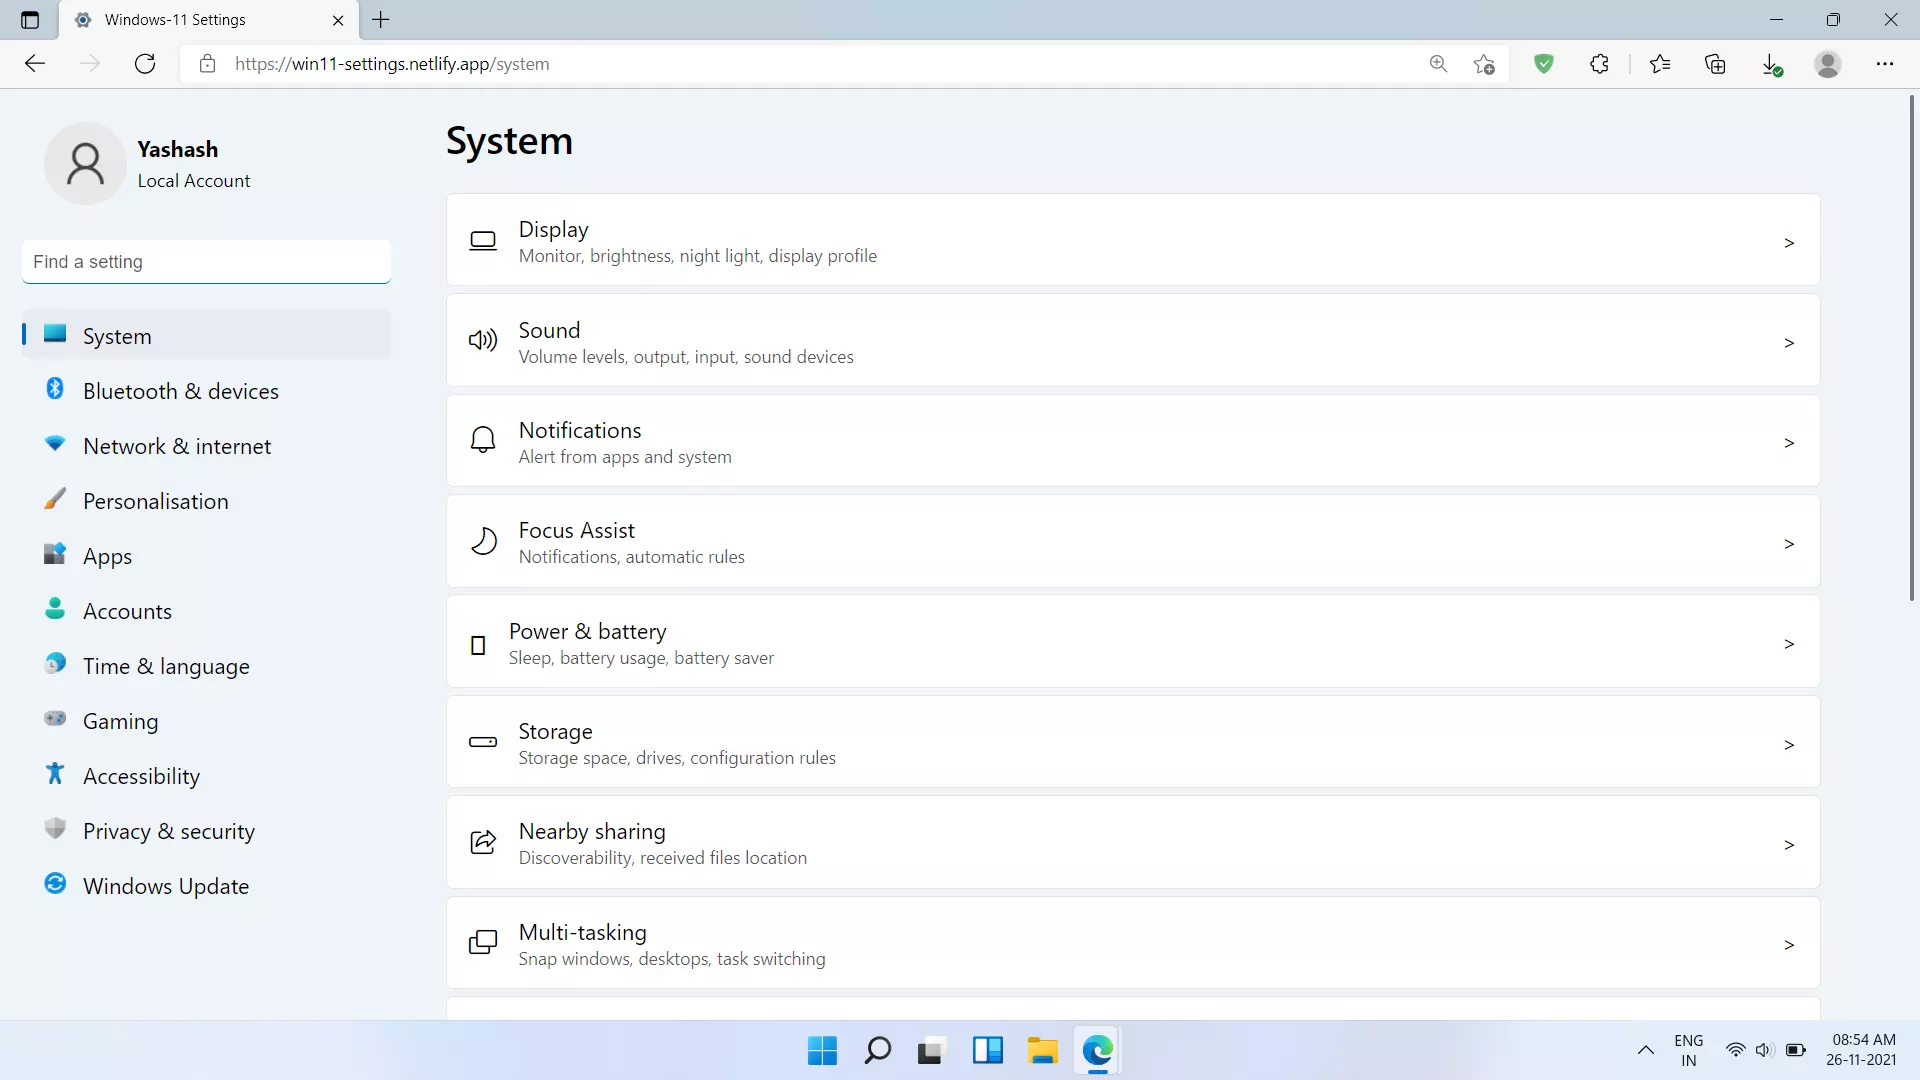 Windows-11 Settings
https://win11-settings.netlify.app/system
Yashash
Local Account
Find a setting
System
Bluetooth & devices
Network & internet
Personalisation
Apps
Accounts
Time & language
Gaming
Accessibility
Privacy & security
Windows Update
System
Display
Monitor, brightness, night light, display profile
>
Sound
Volume levels, output, input, sound devices
>
Notifications
Alert from apps and system
>
Focus Assist
Notifications, automatic rules
>
Power & battery
Sleep, battery usage, battery saver
>
Storage
Storage space, drives, configuration rules
>
Nearby sharing
Discoverability, received files location
>
Multi-tasking
Snap windows, desktops, task switching
>
ENG
IN
08:54 AM
26-11-2021